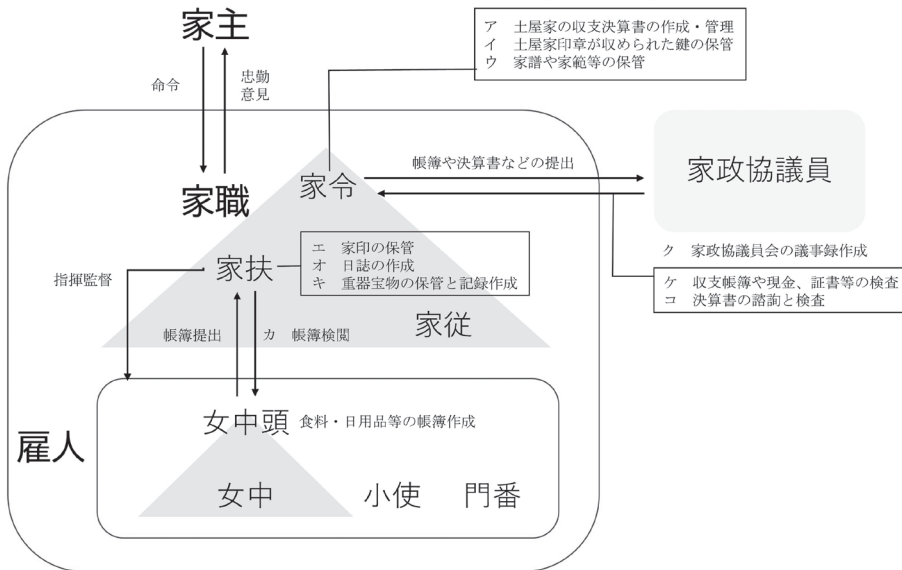 家主
ア　土屋家の収支決算書の作成・管理
イ　土屋家印章が収められた鍵の保管
ウ　家譜や家範等の保管
命令
忠勤
意見
家職
家令
帳簿や決算書などの提出
家政協議員
ク　家政協議員会の議事録作成
ケ　収支帳簿や現金、証書等の検査
コ　決算書の諮詢と検査
指揮監督
家扶
エ　家印の保管
オ　日誌の作成
キ　重器宝物の保管と記録作成
家従
帳簿提出
カ　帳簿検閲
雇人
女中頭
食料・日用品等の帳簿作成
女中
小使
門番